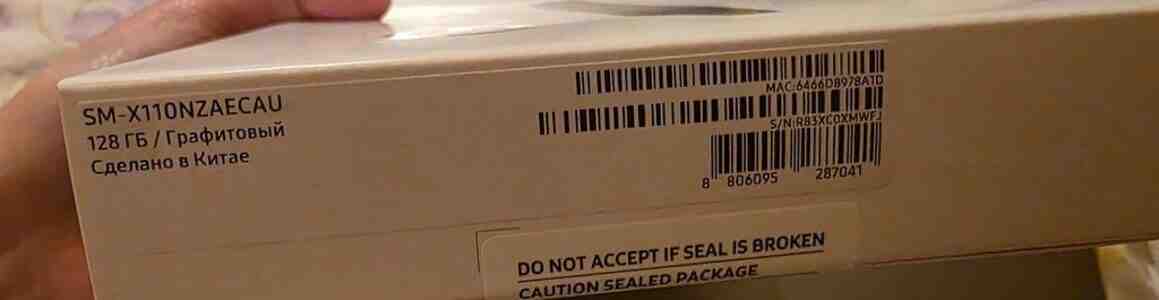 SM-X110NZAECAU
128 ГБ / Графитовый
Сделано в Китае
MAC:6466D8978A1D
S/N:R83XC0XMWFJ
8 806095 287041
DO NOT ACCEPT IF SEAL IS BROKEN
CAUTION SEALED PACKAGE